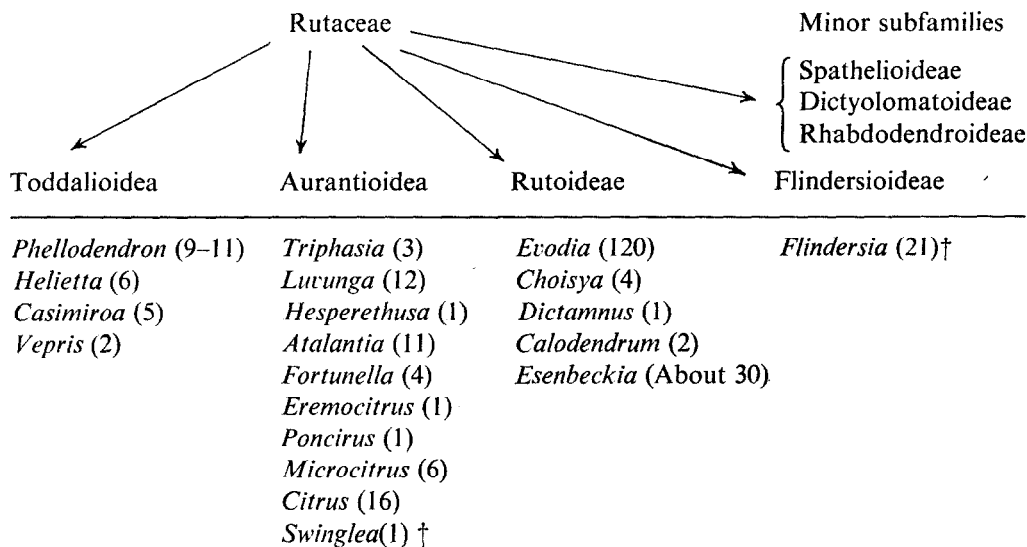 Rutaceae
Minor subfamilies
Spathelioideae
Dictyolomatoideae
Rhabdodendroideae
Toddalioidea
Aurantioidea
Rutoideae
Flindersioideae
Phellodendron (9–11)
Helietta (6)
Casimiroa (5)
Vepris (2)
Triphasia (3)
Luvunga (12)
Hesperethusa (1)
Atalantia (11)
Fortunella (4)
Eremocitrus (1)
Poncirus (1)
Microcitrus (6)
Citrus (16)
Swinglea(1) †
Evodia (120)
Choisya (4)
Dictamnus (1)
Calodendrum (2)
Esenbeckia (About 30)
Flindersia (21)†